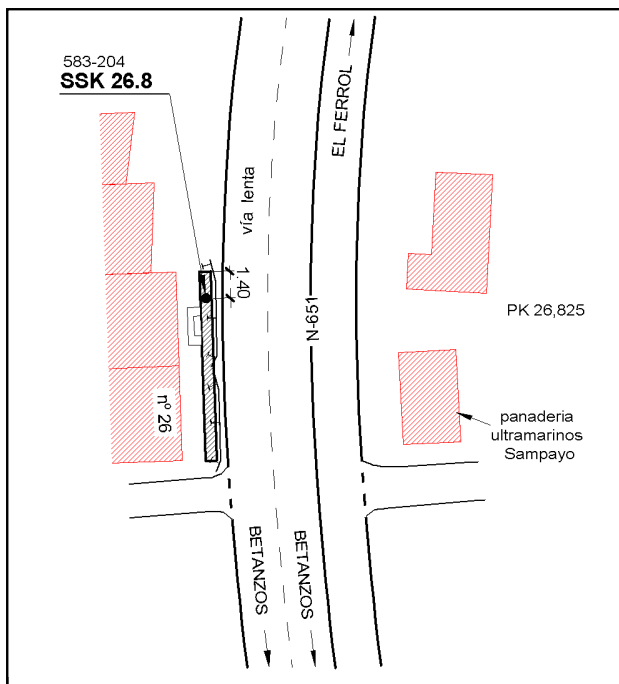 583-204
SSK 26.8
EL FERROL
vía lenta
1.40
N-651
PK 26,825
nº 26
panaderia
ultramarinos
Sampayo
BETANZOS
BETANZOS